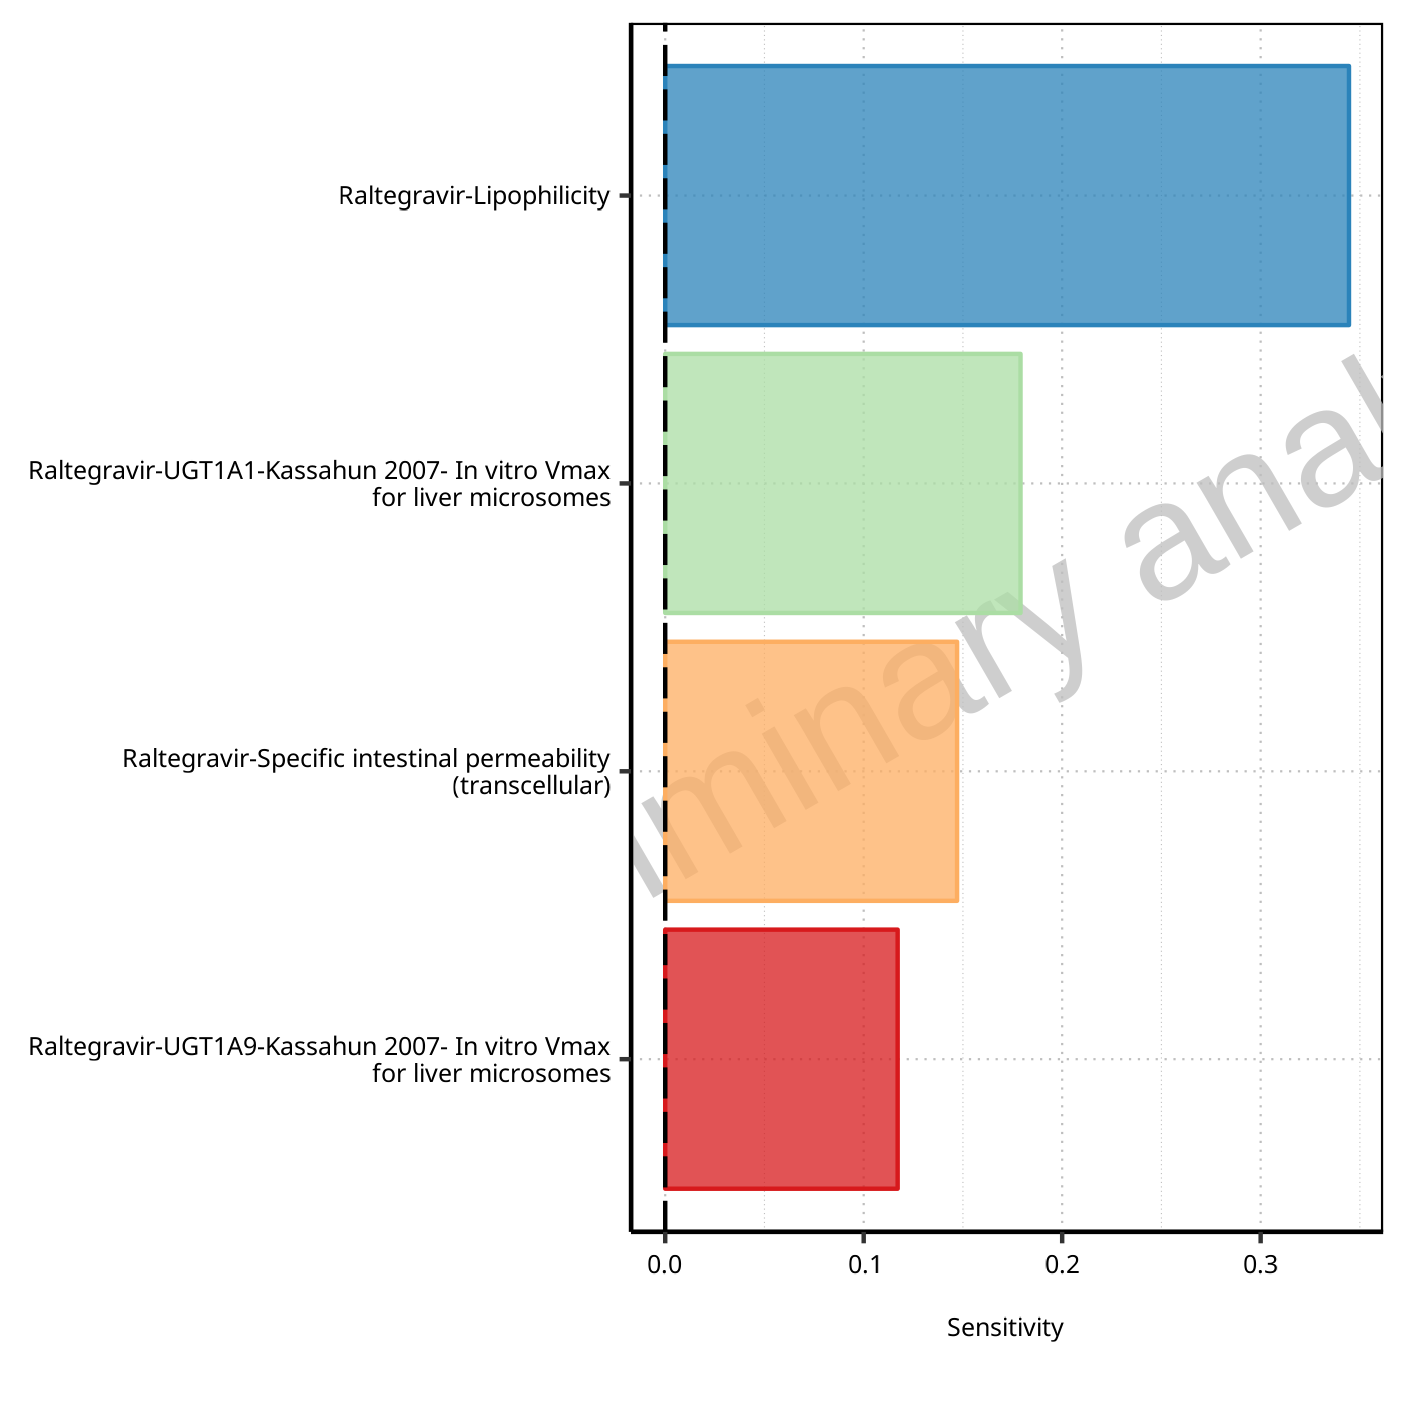 Raltegravir-Lipophilicity
Raltegravir-UGT1A1-Kassahun 2007- In vitro Vmax
for liver microsomes
Raltegravir-Specific intestinal permeability
(transcellular)
Raltegravir-UGT1A9-Kassahun 2007- In vitro Vmax
for liver microsomes
minary anal
0.0 0.1 0.2 0.3
Sensitivity